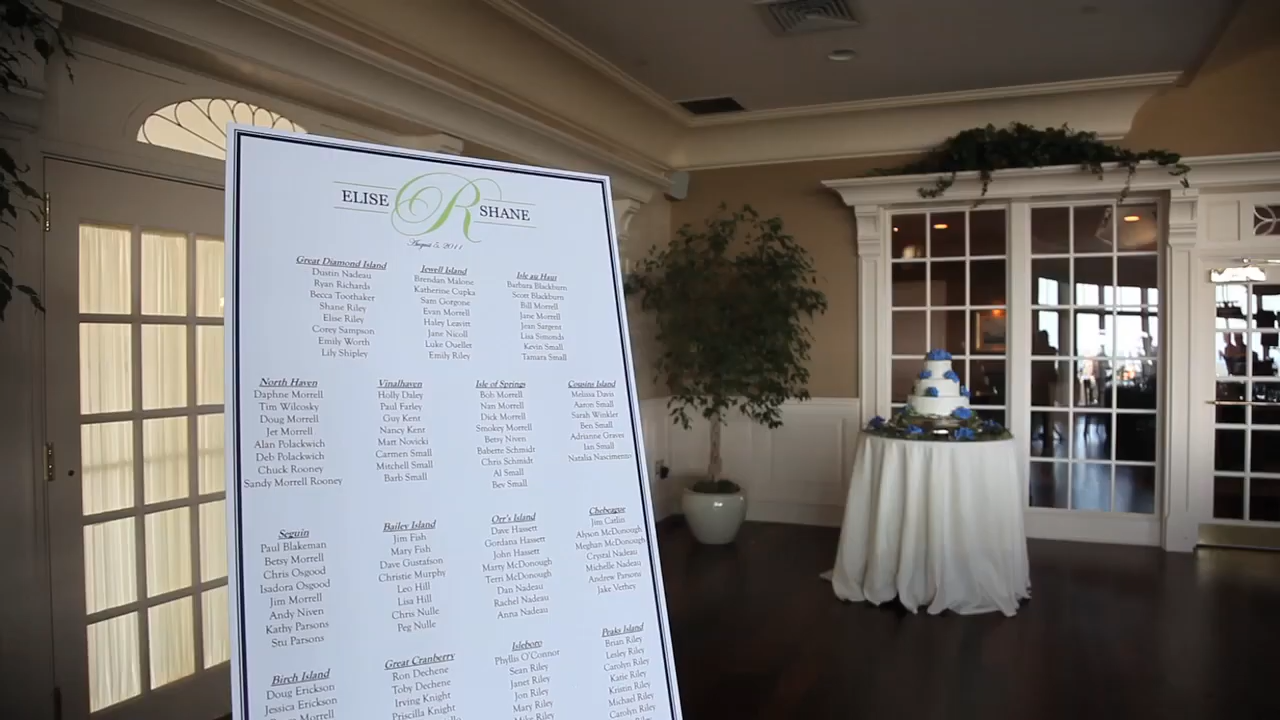 ELISE R SHANE
August 5, 2011
Great Diamond Island
Dustin Nadeau
Ryan Richards
Becca Toothaker
Shane Riley
Elise Riley
Corey Sampson
Emily Worth
Lily Shipley
Jewell Island
Brendan Malone
Katherine Cupka
Sam Gorgone
Evan Morrell
Haley Leavitt
Jane Nicoll
Luke Ouellet
Emily Riley
Isle au Haut
Barbara Blackburn
Scott Blackburn
Bill Morrell
Jane Morrell
Jean Sargent
Lisa Simonds
Kevin Small
Tamara Small
North Haven
Daphne Morrell
Tim Wilcosky
Doug Morrell
Jet Morrell
Alan Polackwich
Deb Polackwich
Chuck Rooney
Sandy Morrell Rooney
Vinalhaven
Holly Daley
Paul Farley
Guy Kent
Nancy Kent
Matt Novicki
Carmen Small
Mitchell Small
Barb Small
Isle of Springs
Bob Morrell
Nan Morrell
Dick Morrell
Smokey Morrell
Betsy Niven
Babette Schmidt
Chris Schmidt
Al Small
Bev Small
Cousins Island
Melissa Davis
Aaron Small
Sarah Winkler
Ben Small
Adrianne Graves
Ian Small
Natalia Nascimento
Seguin
Paul Blakeman
Betsy Morrell
Chris Osgood
Isadora Osgood
Jim Morrell
Andy Niven
Kathy Parsons
Stu Parsons
Bailey Island
Jim Fish
Mary Fish
Dave Gustafson
Christie Murphy
Leo Hill
Lisa Hill
Chris Nulle
Peg Nulle
Orr's Island
Dave Hassett
Gordana Hassett
John Hassett
Marty McDonough
Terri McDonough
Dan Nadeau
Rachel Nadeau
Anna Nadeau
Chebeague
Jim Catlin
Alyson McDonough
Meghan McDonough
Crystal Nadeau
Michelle Nadeau
Andrew Parsons
Jake Verhey
Birch Island
Doug Erickson
Jessica Erickson
Morrell
Great Cranberry
Ron Dechene
Toby Dechene
Irving Knight
Priscilla Knight
Isleboro
Phyllis O'Connor
Sean Riley
Janet Riley
Jon Riley
Mary Riley
Mike Riley
Peaks Island
Brian Riley
Lesley Riley
Carolyn Riley
Katie Riley
Kristin Riley
Michael Riley
Carolyn Riley